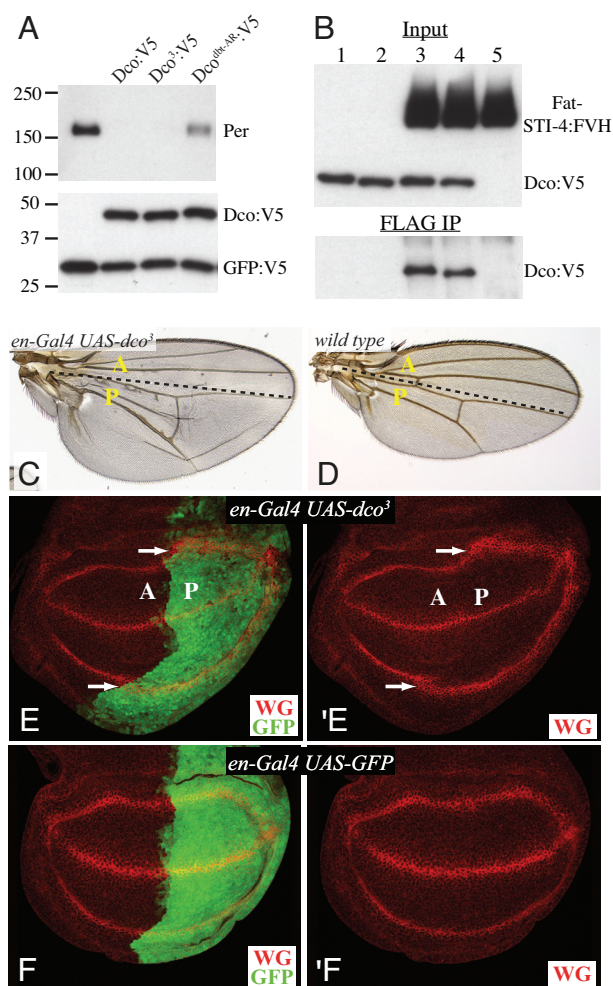 A
Dco:V5
Dco³:V5
Dco^dbt-AR:V5
250
150
100
Per
50
37
25
Dco:V5
GFP:V5
B
Input
1 2 3 4 5
Fat-
STI-4:FVH
Dco:V5
FLAG IP
Dco:V5
en-Gal4 UAS-dco³
A
P
C
wild type
A
P
D
en-Gal4 UAS-dco³
A P
E
WG
GFP
A P
'E
WG
en-Gal4 UAS-GFP
F
WG
GFP
'F
WG